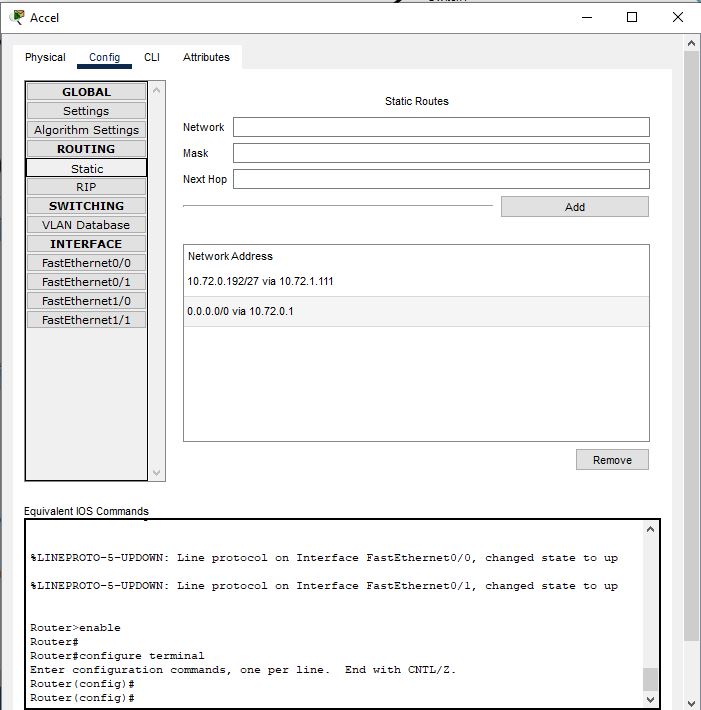 Accel
Physical Config CLI Attributes
GLOBAL
Settings
Algorithm Settings
ROUTING
Static
RIP
SWITCHING
VLAN Database
INTERFACE
FastEthernet0/0
FastEthernet0/1
FastEthernet1/0
FastEthernet1/1
Static Routes
Network
Mask
Next Hop
Add
Network Address
10.72.0.192/27 via 10.72.1.111
0.0.0.0/0 via 10.72.0.1
Remove
Equivalent IOS Commands
%LINEPROTO-5-UPDOWN: Line protocol on Interface FastEthernet0/0, changed state to up
%LINEPROTO-5-UPDOWN: Line protocol on Interface FastEthernet0/1, changed state to up
Router>enable
Router#
Router#configure terminal
Enter configuration commands, one per line.  End with CNTL/Z.
Router(config)#
Router(config)#